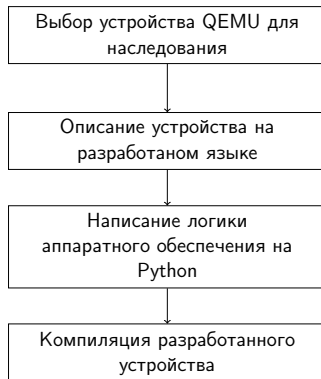 Выбор устройства QEMU для
наследования
Описание устройства на
разработаном языке
Написание логики
аппаратного обеспечения на
Python
Компиляция разработанного
устройства